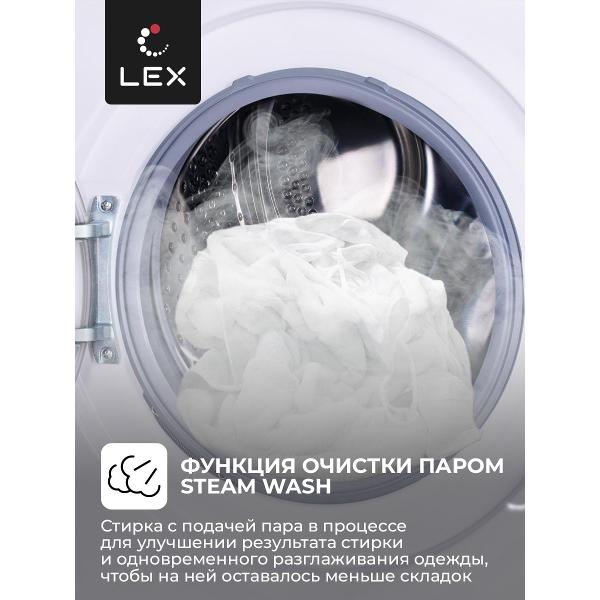 LEX
ФУНКЦИЯ ОЧИСТКИ ПАРОМ
STEAM WASH
Стирка с подачей пара в процессе
для улучшении результата стирки
и одновременного разглаживания одежды,
чтобы на ней оставалось меньше складок